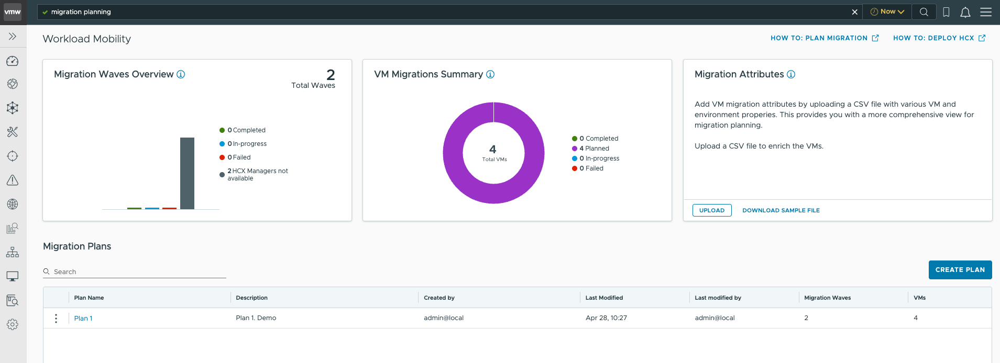 vmw
migration planning
Now
Workload Mobility
HOW TO: PLAN MIGRATION
HOW TO: DEPLOY HCX
Migration Waves Overview
2
Total Waves
0 Completed
0 In-progress
0 Failed
2 HCX Managers not
available
VM Migrations Summary
4
Total VMs
0 Completed
4 Planned
0 In-progress
0 Failed
Migration Attributes
Add VM migration attributes by uploading a CSV file with various VM and
environment properies. This provides you with a more comprehensive view for
migration planning.
Upload a CSV file to enrich the VMs.
UPLOAD
DOWNLOAD SAMPLE FILE
Migration Plans
Search
CREATE PLAN
Plan Name Description Created by Last Modified Last modified by Migration Waves VMs
Plan 1 Plan 1. Demo admin@local Apr 28, 10:27 admin@local 2 4